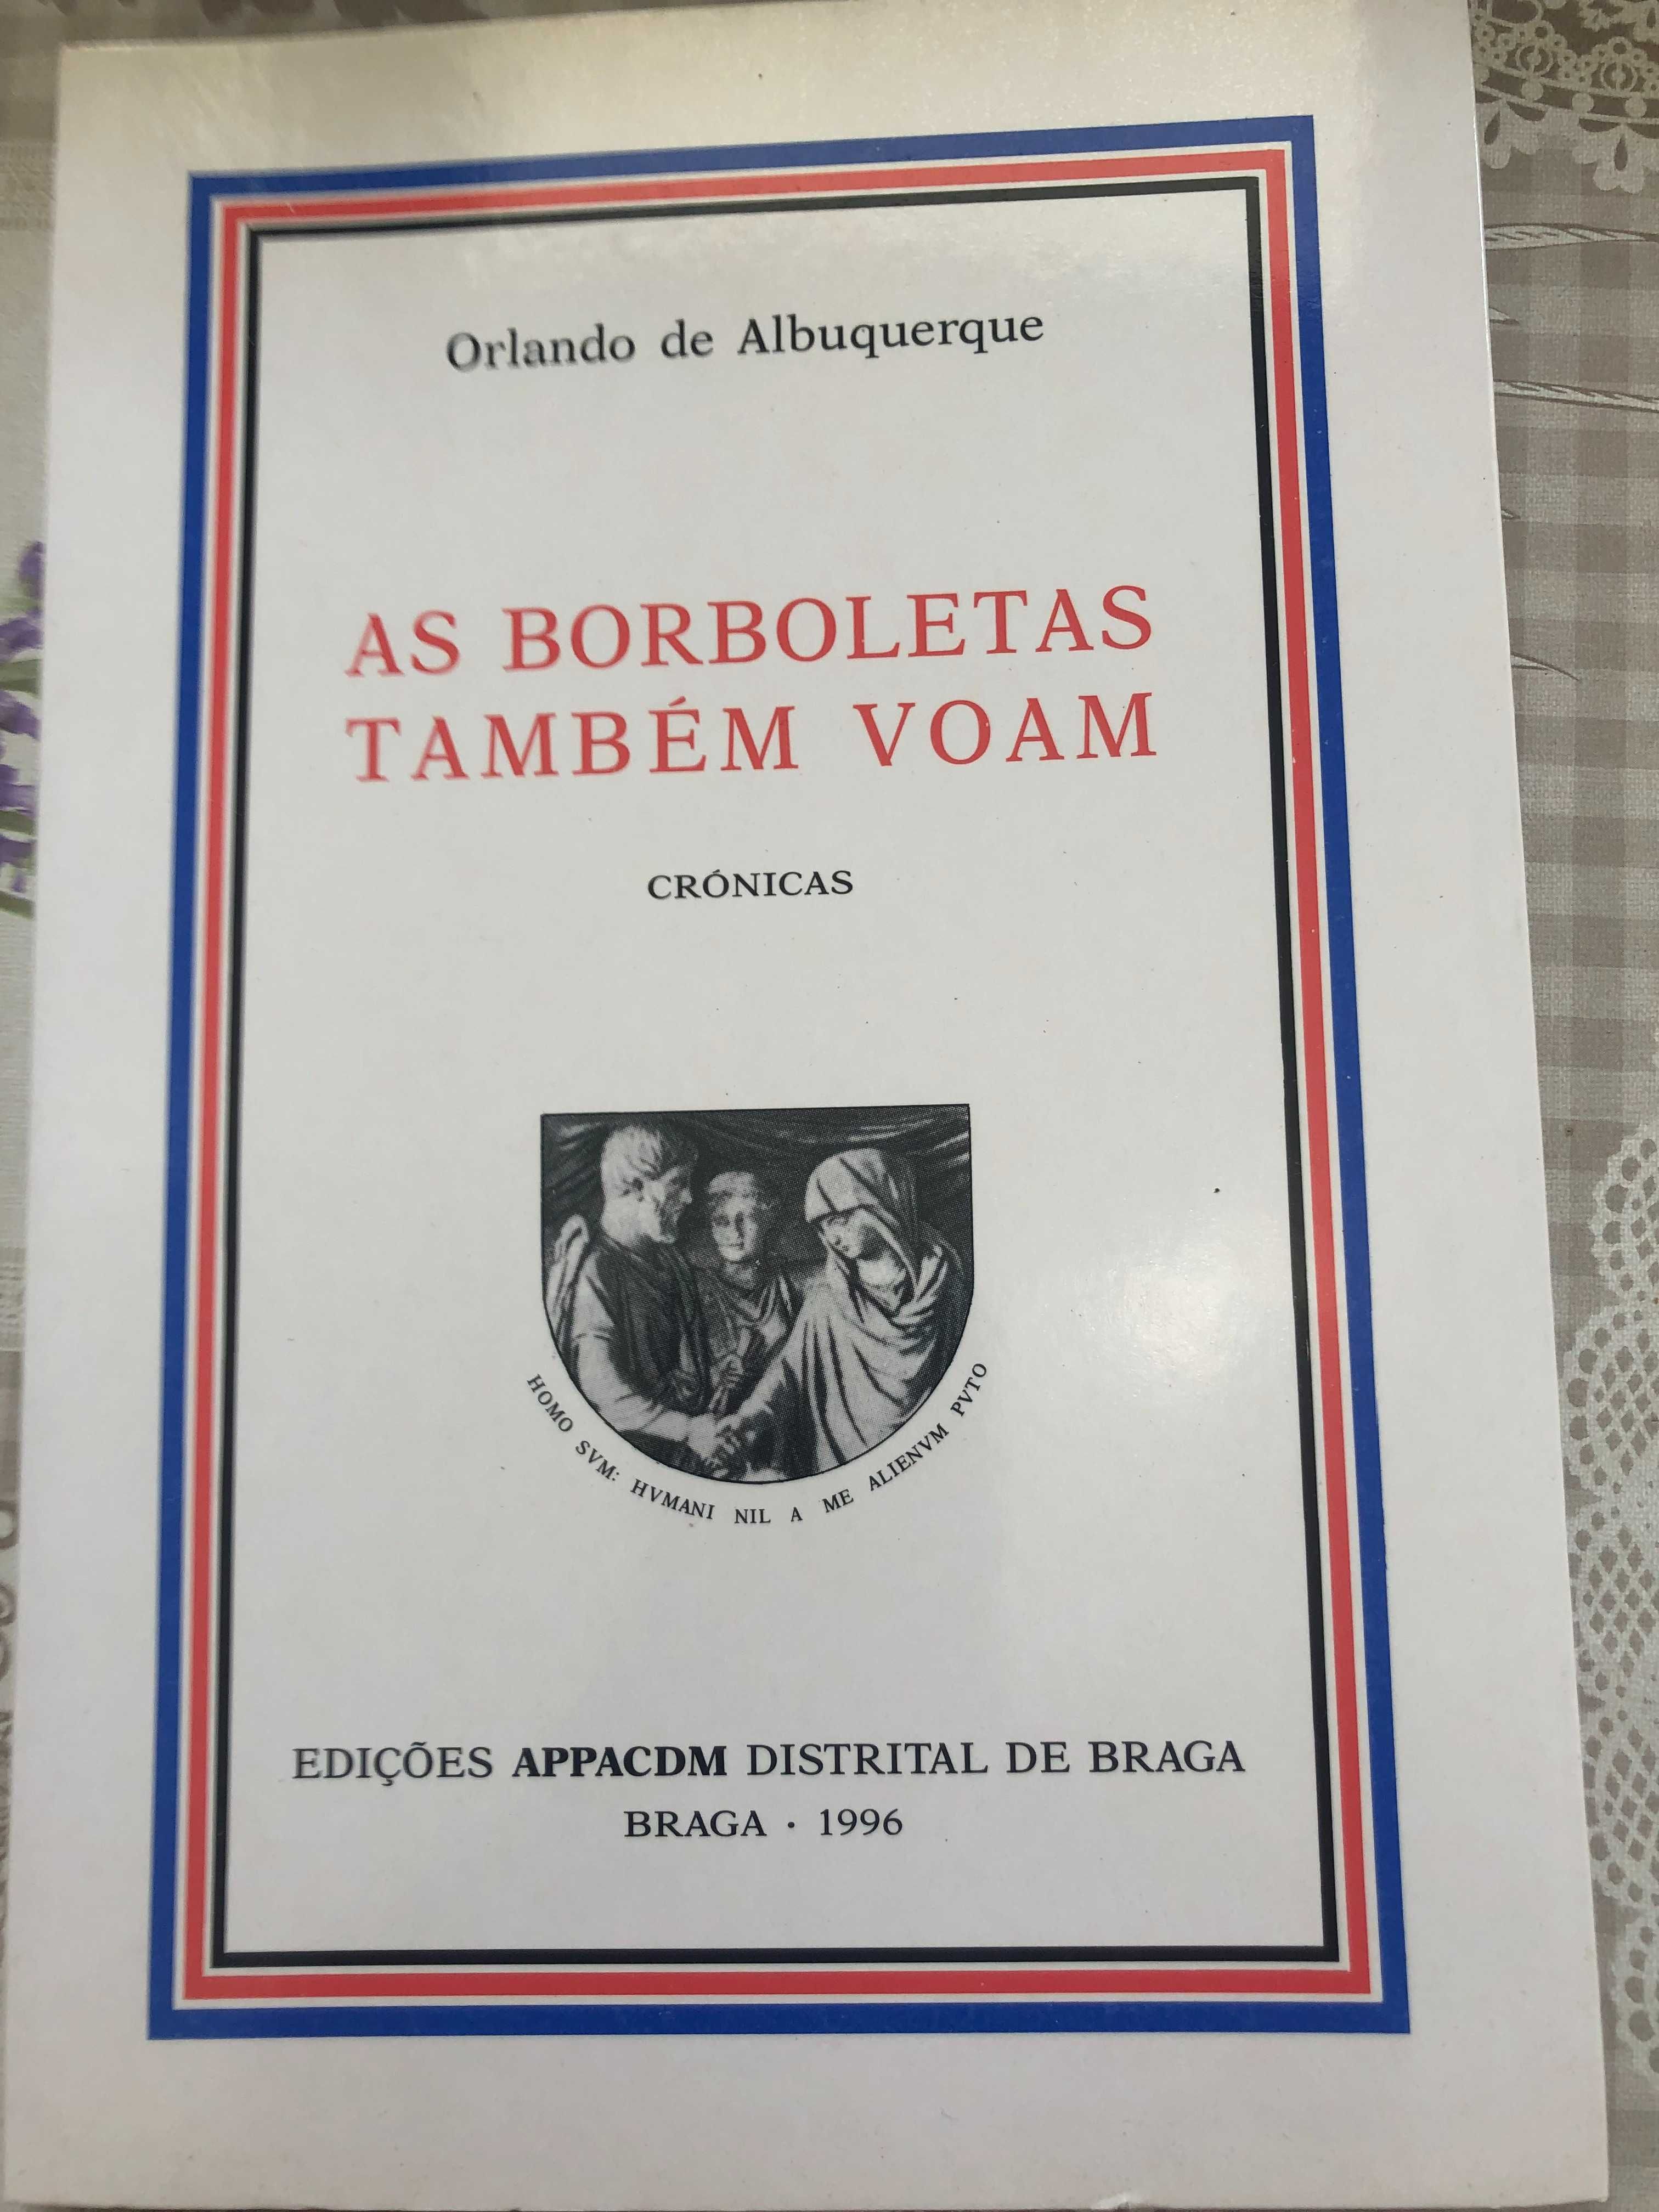 Orlando de Albuquerque
AS BORBOLETAS
TAMBÉM VOAM
CRÓNICAS
HOMO SVM: HVMANI NIL A ME ALIENVM PVTO
EDIÇÕES APPACDM DISTRITAL DE BRAGA
BRAGA · 1996